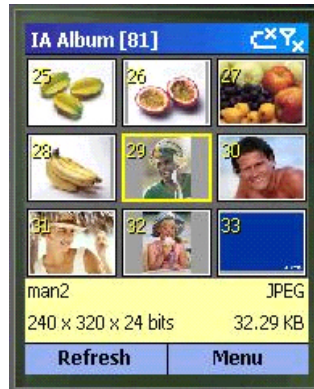 IA Album [81]
25 26 27
28 29 30
31 32 33
man2 JPEG
240 x 320 x 24 bits 32.29 KB
Refresh Menu